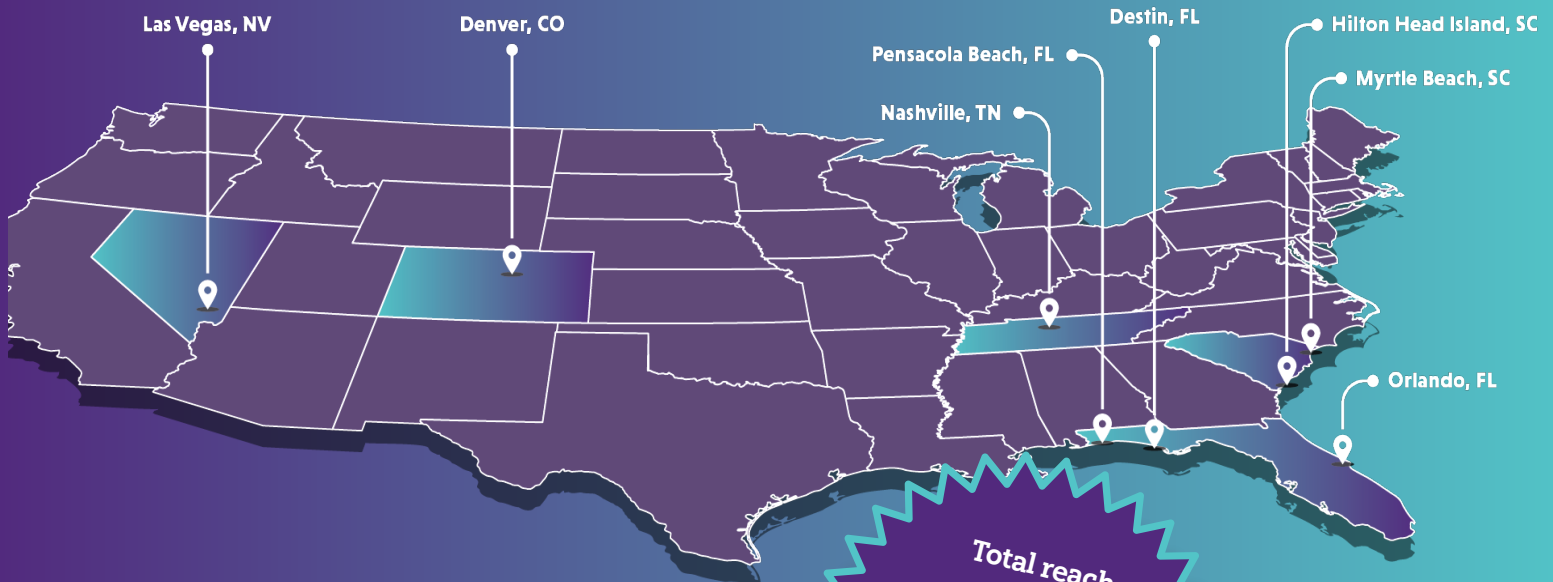 Las Vegas, NV
Denver, CO
Destin, FL
Hilton Head Island, SC
Pensacola Beach, FL
Myrtle Beach, SC
Nashville, TN
Orlando, FL
Total reach